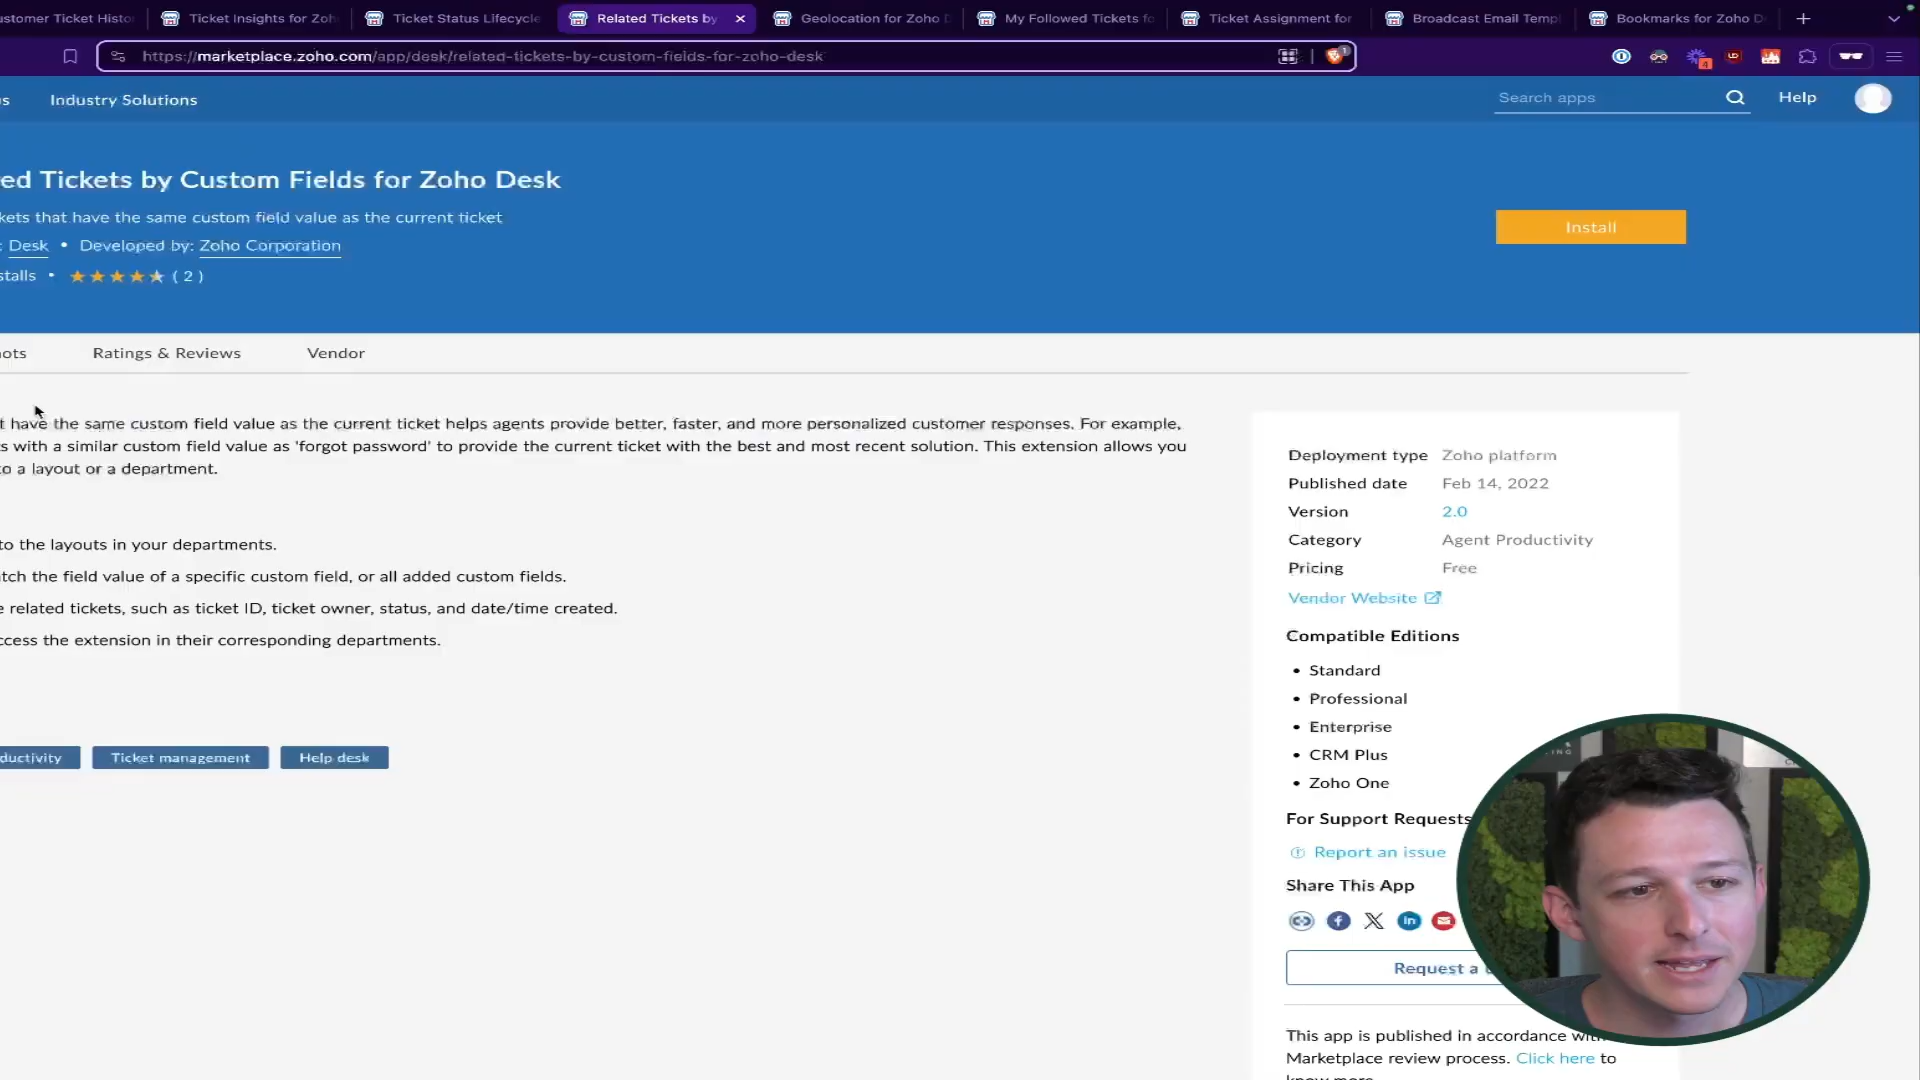 ustomer Ticket Histo
Ticket Insights for Zoh
Ticket Status Lifecycle
Related Tickets by
Geolocation for Zoho D
My Followed Tickets fo
Ticket Assignment for
Broadcast Email Templ
Bookmarks for Zoho D
https://marketplace.zoho.com/app/desk/related-tickets-by-custom-fields-for-zoho-desk
1
4
s
Industry Solutions
Search apps
Help
ed Tickets by Custom Fields for Zoho Desk
kets that have the same custom field value as the current ticket
Install
: Desk • Developed by: Zoho Corporation
stalls • ( 2 )
ots
Ratings & Reviews
Vendor
t have the same custom field value as the current ticket helps agents provide better, faster, and more personalized customer responses. For example,
s with a similar custom field value as 'forgot password' to provide the current ticket with the best and most recent solution. This extension allows you
to a layout or a department.
to the layouts in your departments.
atch the field value of a specific custom field, or all added custom fields.
e related tickets, such as ticket ID, ticket owner, status, and date/time created.
ccess the extension in their corresponding departments.
ductivity
Ticket management
Help desk
Deployment type Zoho platform
Published date Feb 14, 2022
Version 2.0
Category Agent Productivity
Pricing Free
Vendor Website
Compatible Editions
• Standard
• Professional
• Enterprise
• CRM Plus
• Zoho One
For Support Requests
Report an issue
Share This App
Request a
This app is published in accordance with
Marketplace review process. Click here to
know more